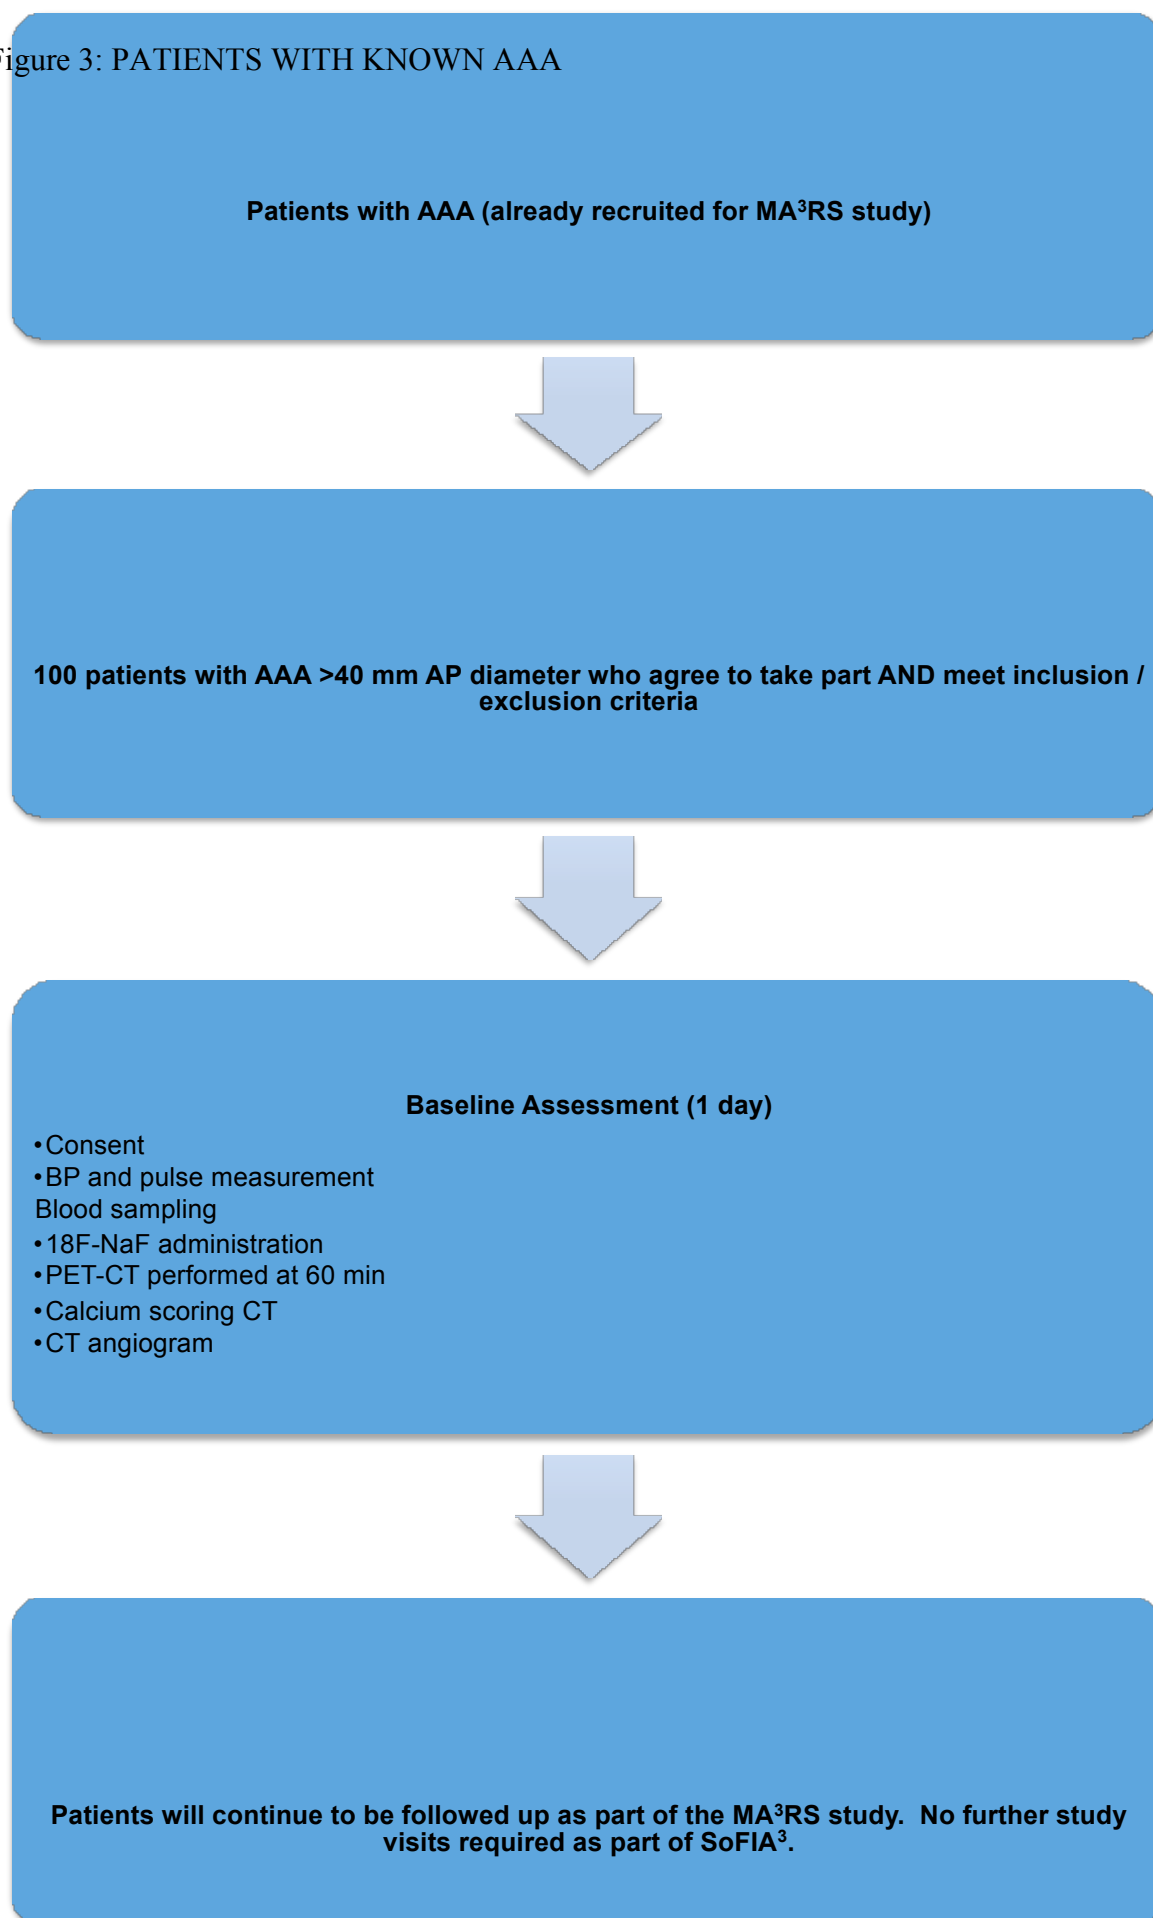 Figure 3: PATIENTS WITH KNOWN AAA
Patients with AAA (already recruited for MA³RS study)
100 patients with AAA >40 mm AP diameter who agree to take part AND meet inclusion /
exclusion criteria
Baseline Assessment (1 day)
•Consent
•BP and pulse measurement
Blood sampling
•18F-NaF administration
•PET-CT performed at 60 min
•Calcium scoring CT
•CT angiogram
Patients will continue to be followed up as part of the MA³RS study.  No further study
visits required as part of SoFIA³.